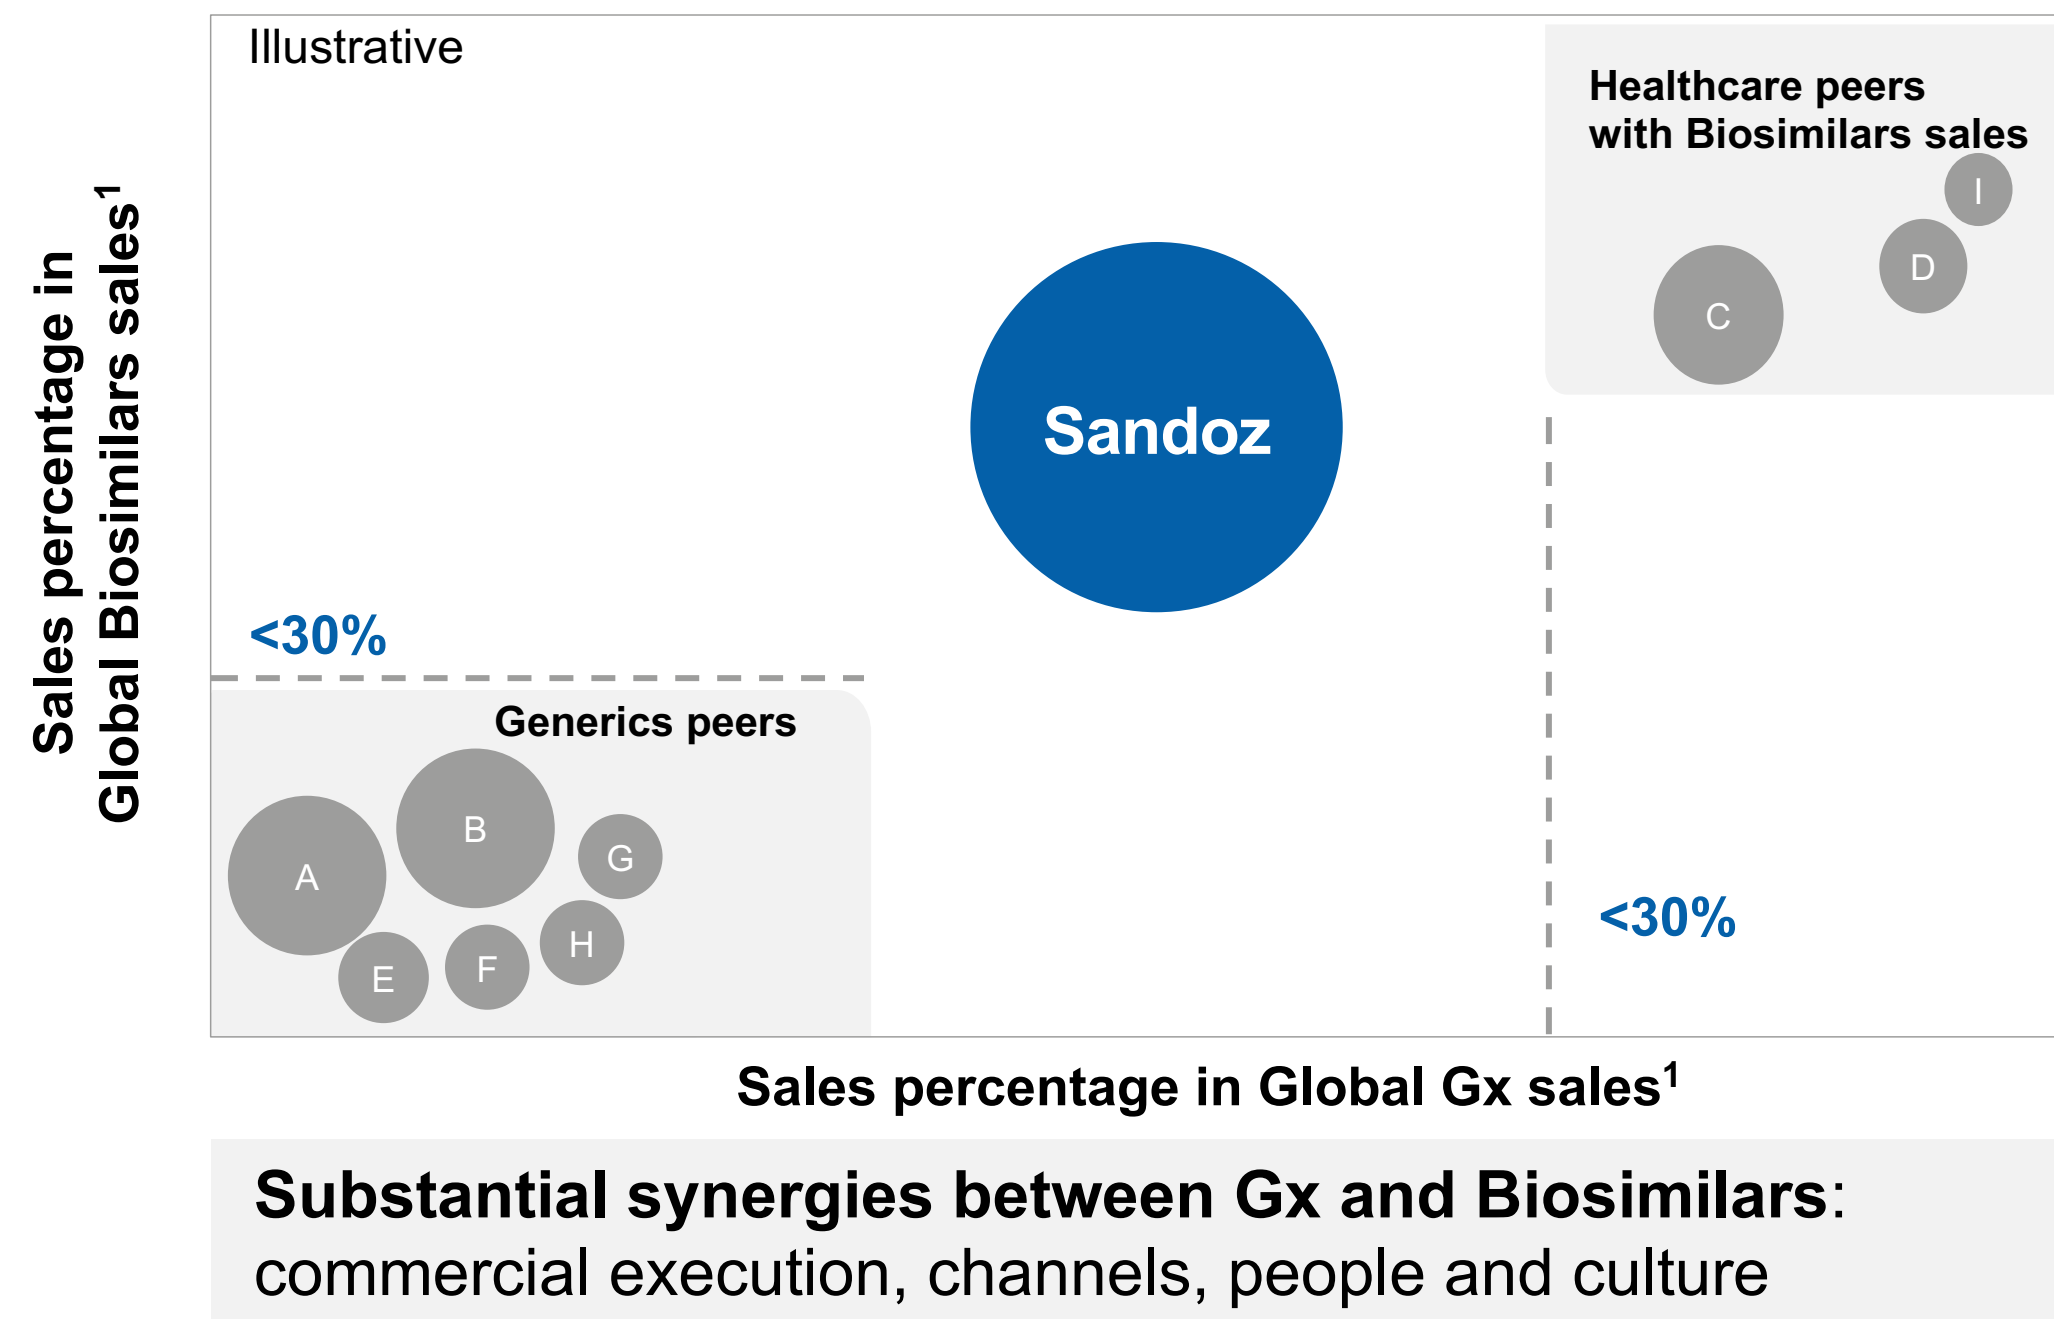 Illustrative
Healthcare peers
with Biosimilars sales
I
D
C
Sandoz
Sales percentage in
Global Biosimilars sales¹
<30%
Generics peers
B
G
A
H
F
E
<30%
Sales percentage in Global Gx sales¹
Substantial synergies between Gx and Biosimilars:
commercial execution, channels, people and culture